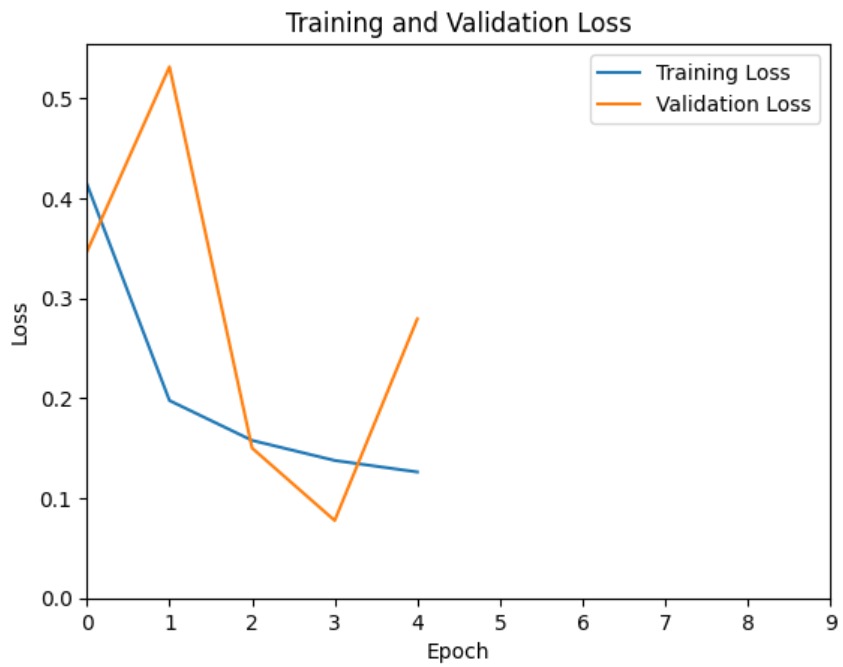 Training and Validation Loss
Training Loss
Validation Loss
0.5
0.4
0.3
0.2
0.1
0.0
Loss
0 1 2 3 4 5 6 7 8 9
Epoch